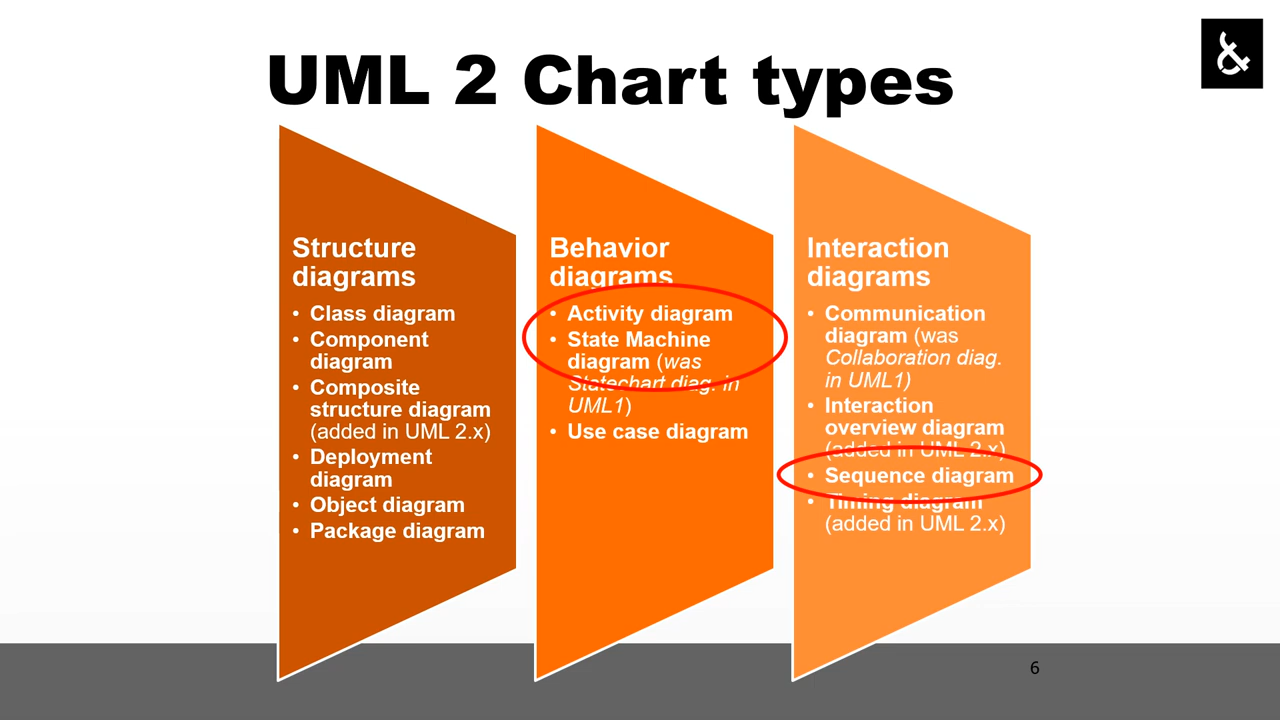 &
UML 2 Chart types
Structure
diagrams
• Class diagram
• Component
diagram
• Composite
structure diagram
(added in UML 2.x)
• Deployment
diagram
• Object diagram
• Package diagram
Behavior
diagrams
• Activity diagram
• State Machine
diagram (was
Statechart diag. in
UML1)
• Use case diagram
Interaction
diagrams
• Communication
diagram (was
Collaboration diag.
in UML1)
• Interaction
overview diagram
(added in UML 2.x)
• Sequence diagram
• Timing diagram
(added in UML 2.x)
6